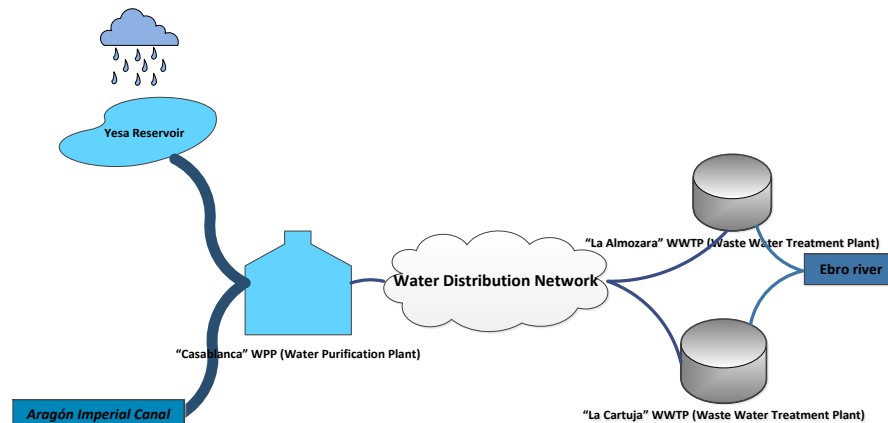 Yesa Reservoir
“La Almozara” WWTP (Waste Water Treatment Plant)
Ebro river
Water Distribution Network
“Casablanca” WPP (Water Purification Plant)
Aragón Imperial Canal
“La Cartuja” WWTP (Waste Water Treatment Plant)